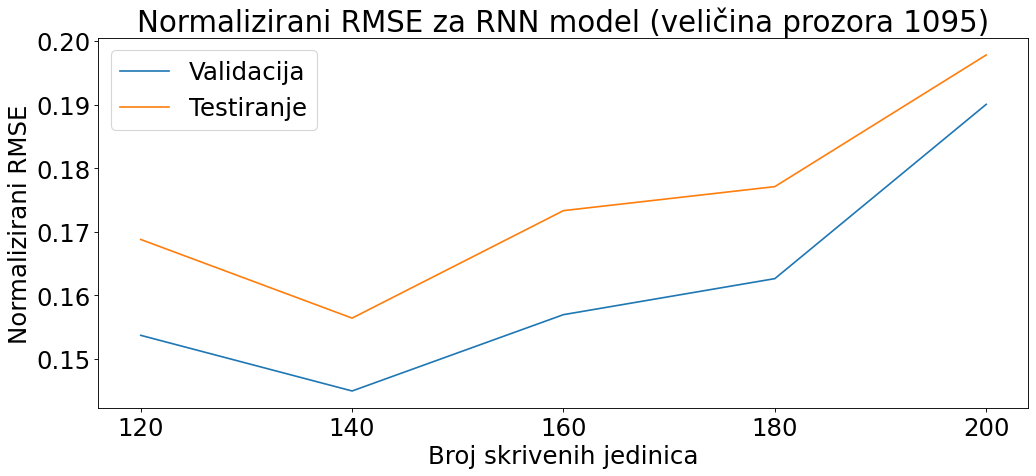 Normalizirani RMSE za RNN model (veličina prozora 1095)
Validacija
Testiranje
Normalizirani RMSE
0.20
0.19
0.18
0.17
0.16
0.15
120 140 160 180 200
Broj skrivenih jedinica